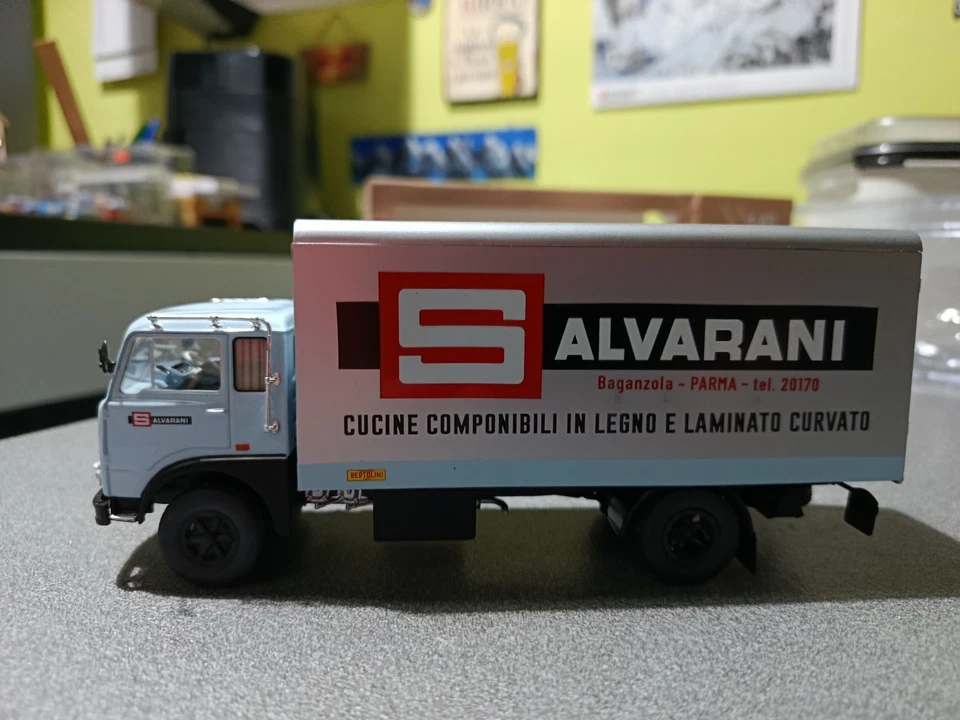 SALVARANI
Baganzola - PARMA - tel. 20170
CUCINE COMPONIBILI IN LEGNO E LAMINATO CURVATO
SALVARANI
BERTOLINI